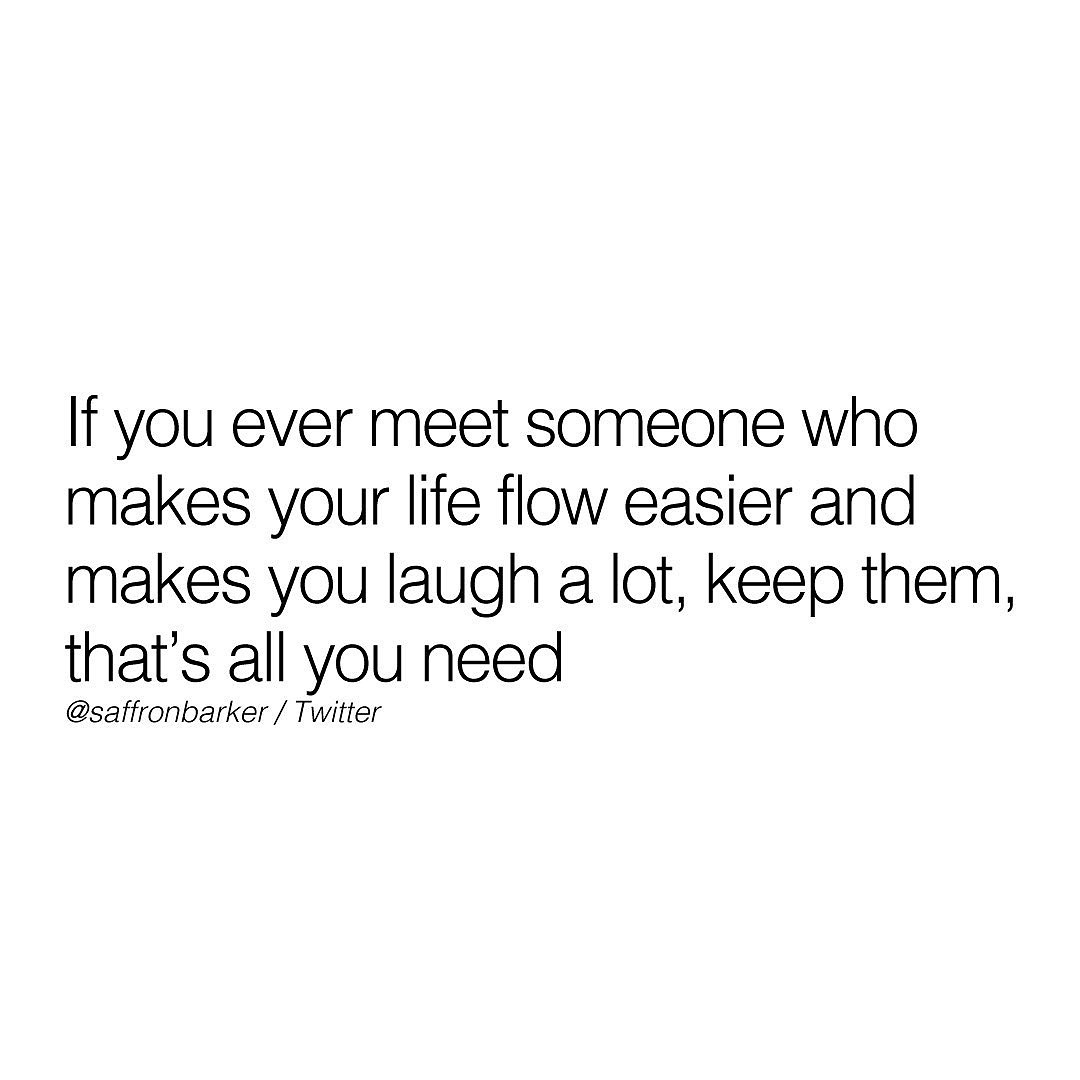 If you ever meet someone who
makes your life flow easier and
makes you laugh a lot, keep them,
that’s all you need
@saffronbarker / Twitter